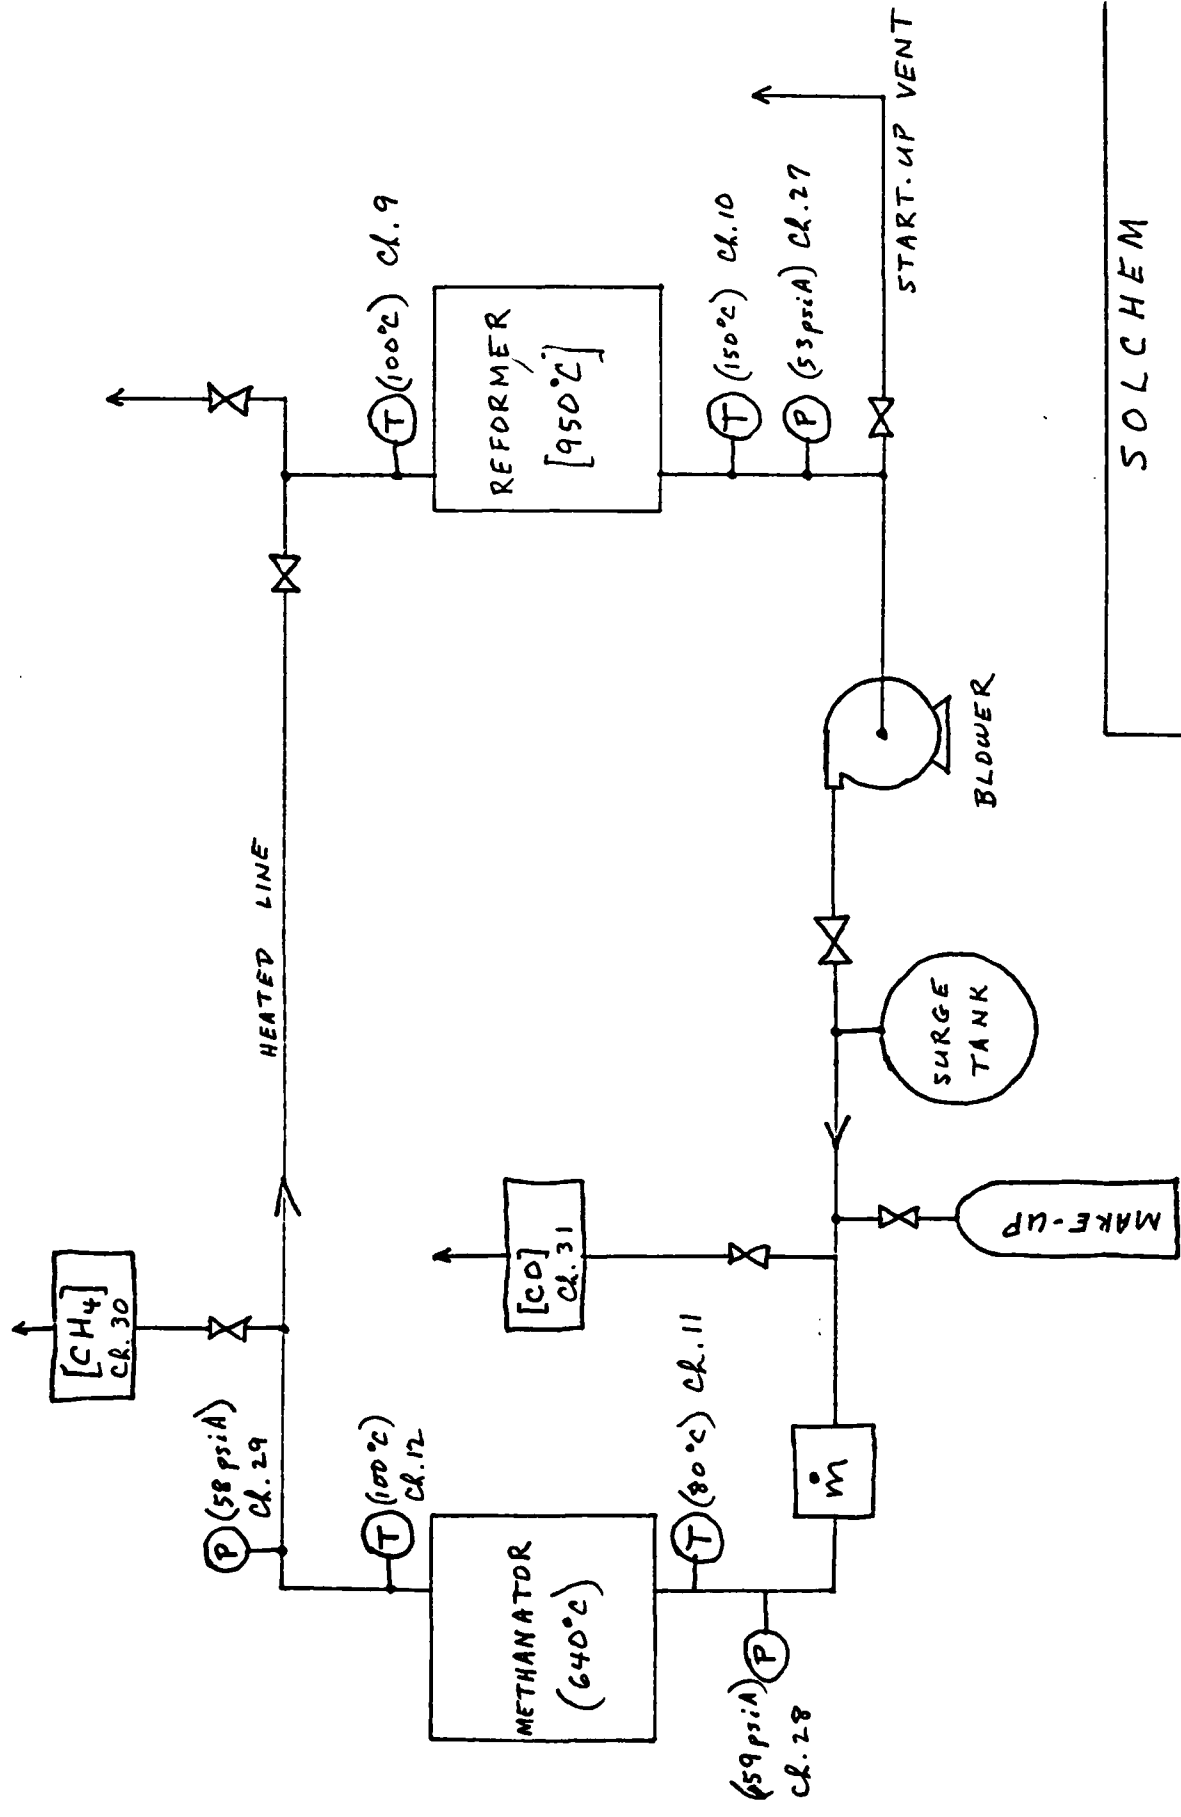 [CH4]
Ch. 30
P (58 psiA)
Ch. 29
T (100°C)
Ch. 12
METHANATOR
(640°C)
T (80°C) Ch. 11
P (59 psiA)
Ch. 28
ṁ
[CO]
Ch. 31
MAKE-UP
SURGE
TANK
HEATED LINE
BLOWER
T (100°C) Ch. 9
REFORMER
[950°C]
T (150°C) Ch. 10
P (53 psiA) Ch. 27
START-UP VENT
SOLCHEM